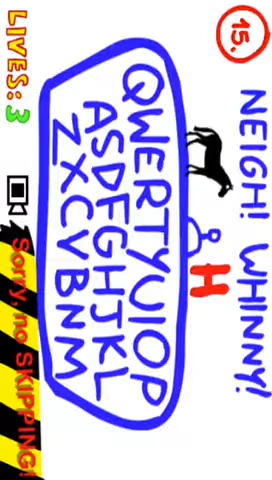 15.
NEIGH! WHINNY!
H
QWERTYUIOP
ASDFGHJKL
ZXCVBNM
LIVES: 3
Sorry, no SKIPPING!